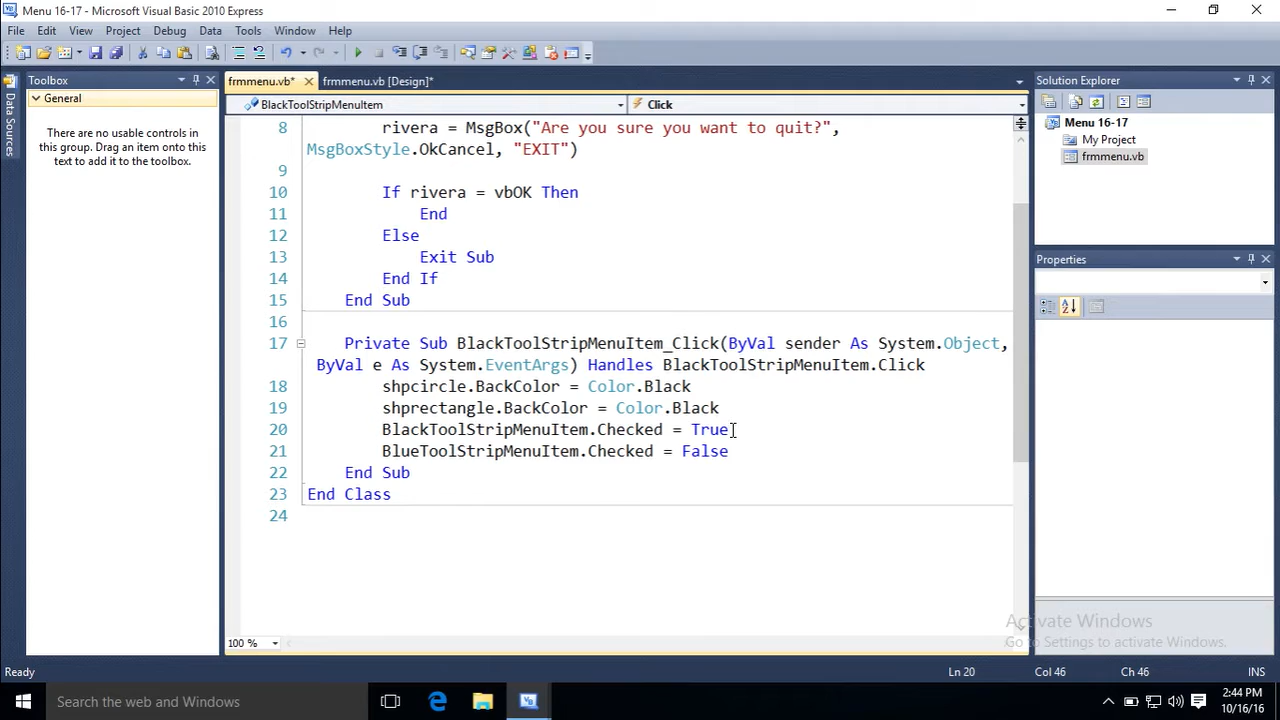 Menu 16-17 - Microsoft Visual Basic 2010 Express
File Edit View Project Debug Data Tools Window Help
Toolbox
General
There are no usable controls in
this group. Drag an item onto this
text to add it to the toolbox.
Data Sources
frmmenu.vb* frmmenu.vb [Design]*
BlackToolStripMenuItem Click
8 rivera = MsgBox("Are you sure you want to quit?",
MsgBoxStyle.OkCancel, "EXIT")
9
10 If rivera = vbOK Then
11 End
12 Else
13 Exit Sub
14 End If
15 End Sub
16
17 Private Sub BlackToolStripMenuItem_Click(ByVal sender As System.Object,
ByVal e As System.EventArgs) Handles BlackToolStripMenuItem.Click
18 shpcircle.BackColor = Color.Black
19 shprectangle.BackColor = Color.Black
20 BlackToolStripMenuItem.Checked = True
21 BlueToolStripMenuItem.Checked = False
22 End Sub
23 End Class
24
100 %
Solution Explorer
Menu 16-17
My Project
frmmenu.vb
Properties
Activate Windows
Go to Settings to activate Windows.
Ready Ln 20 Col 46 Ch 46 INS
Search the web and Windows
2:44 PM
10/16/16